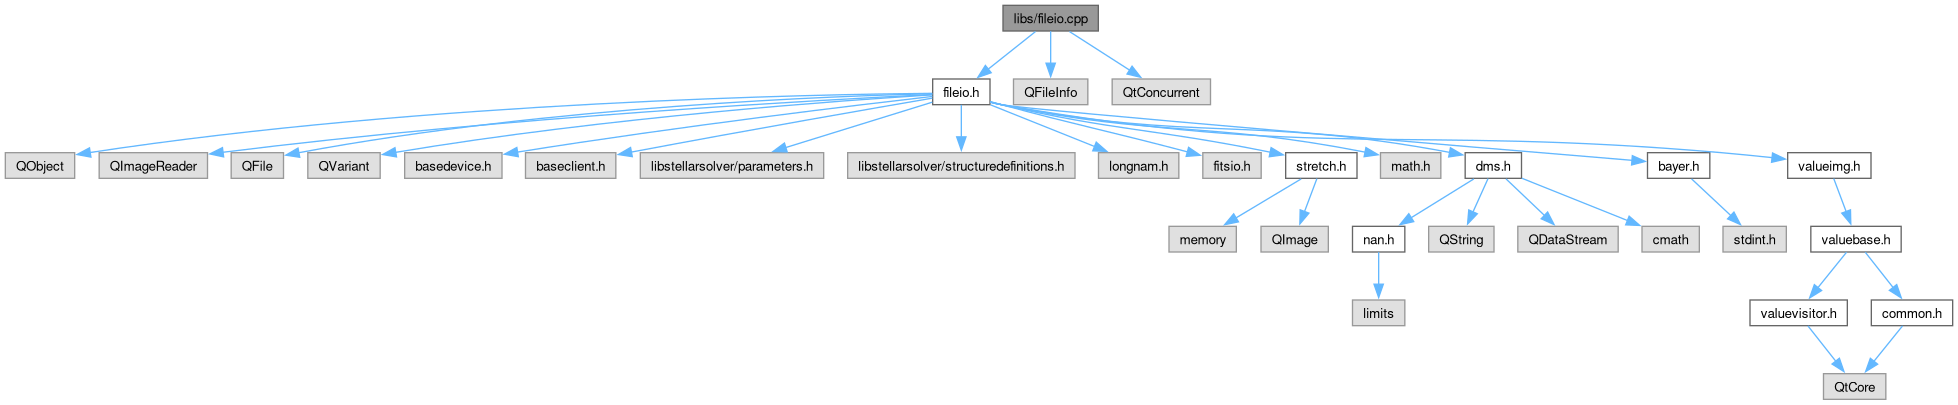 libs/fileio.cpp
fileio.h
QFileInfo
QtConcurrent
QObject
QImageReader
QFile
QVariant
basedevice.h
baseclient.h
libstellarsolver/parameters.h
libstellarsolver/structuredefinitions.h
longnam.h
fitsio.h
stretch.h
math.h
dms.h
bayer.h
valueimg.h
memory
QImage
nan.h
QString
QDataStream
cmath
stdint.h
valuebase.h
limits
valuevisitor.h
common.h
QtCore